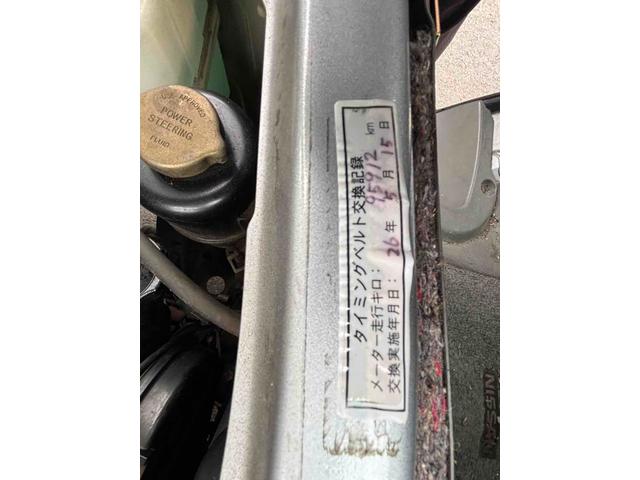 APPROVED
POWER
STEERING
FLUID
タイミングベルト交換記録
メーター走行キロ: 95912 km
交換実施年月日: 26年 5月 15日
NISSAN